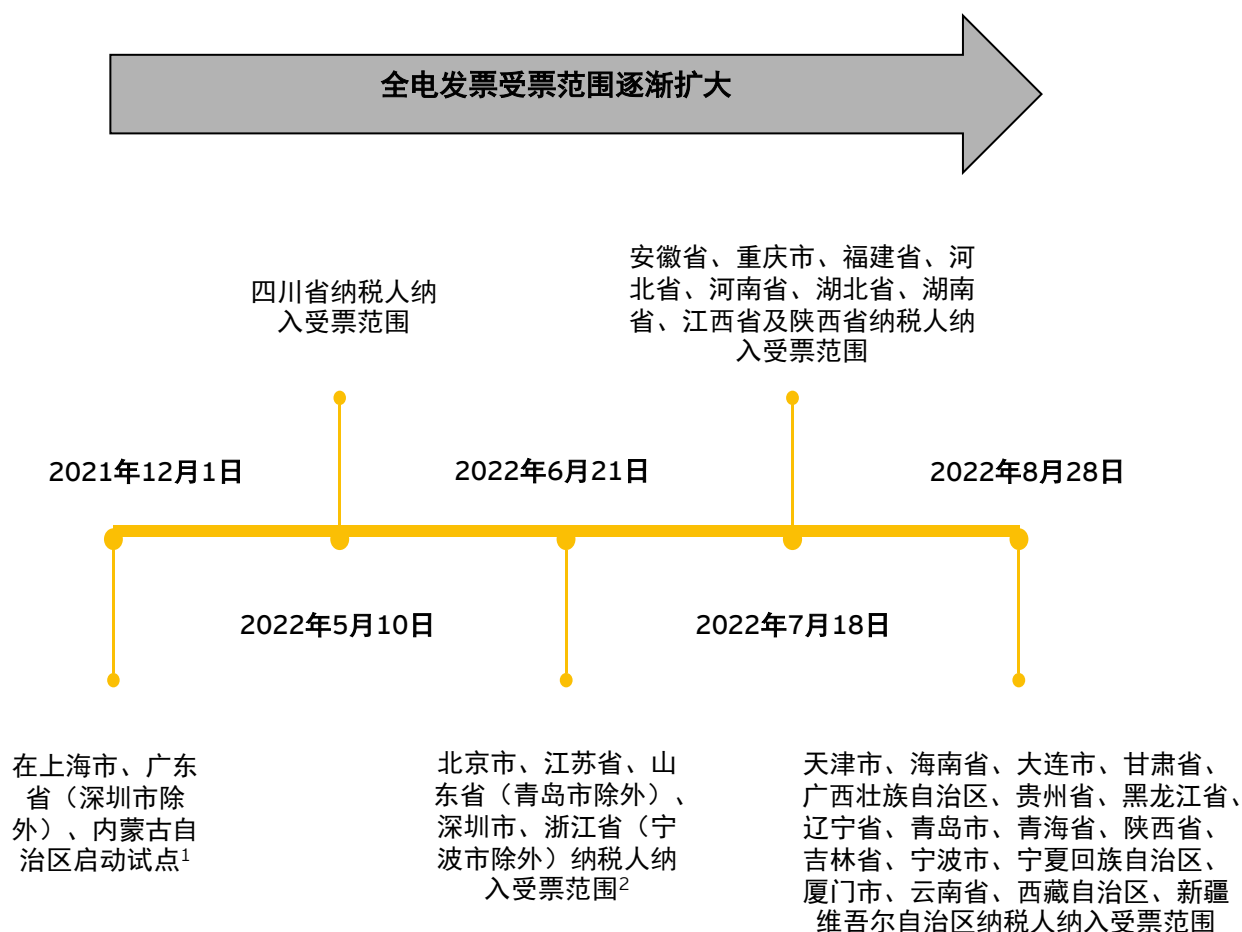 全电发票受票范围逐渐扩大
四川省纳税人纳
入受票范围
安徽省、重庆市、福建省、河
北省、河南省、湖北省、湖南
省、江西省及陕西省纳税人纳
入受票范围
2021年12月1日
2022年6月21日
2022年8月28日
2022年5月10日
2022年7月18日
在上海市、广东
省（深圳市除
外）、内蒙古自
治区启动试点1
北京市、江苏省、山
东省（青岛市除外）、
深圳市、浙江省（宁
波市除外）纳税人纳
入受票范围2
天津市、海南省、大连市、甘肃省、
广西壮族自治区、贵州省、黑龙江省、
辽宁省、青岛市、青海省、陕西省、
吉林省、宁波市、宁夏回族自治区、
厦门市、云南省、西藏自治区、新疆
维吾尔自治区纳税人纳入受票范围